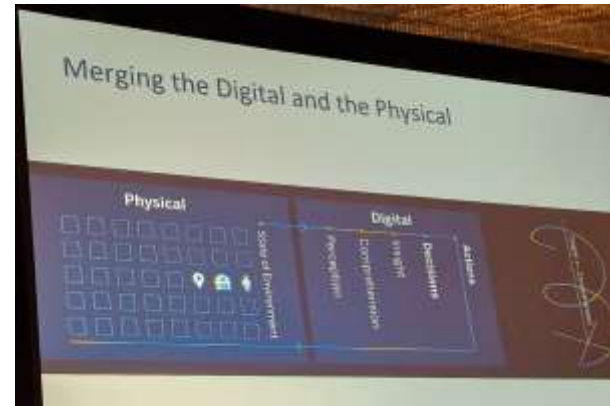 Merging the Digital and the Physical
Physical
Digital
State of Environment
Perception
Comprehension
Insight
Decisions
Actions